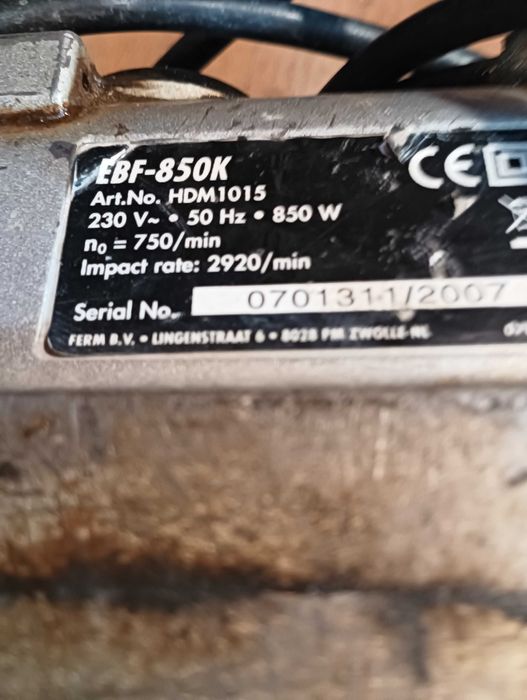 EBF-850K
Art.No. HDM1015
230 V~ • 50 Hz • 850 W
n0 = 750/min
Impact rate: 2920/min
Serial No. 0701311/2007
FERM B.V. • LINGENSTRAAT 6 • 8028 PM ZWOLLE-NL
CE